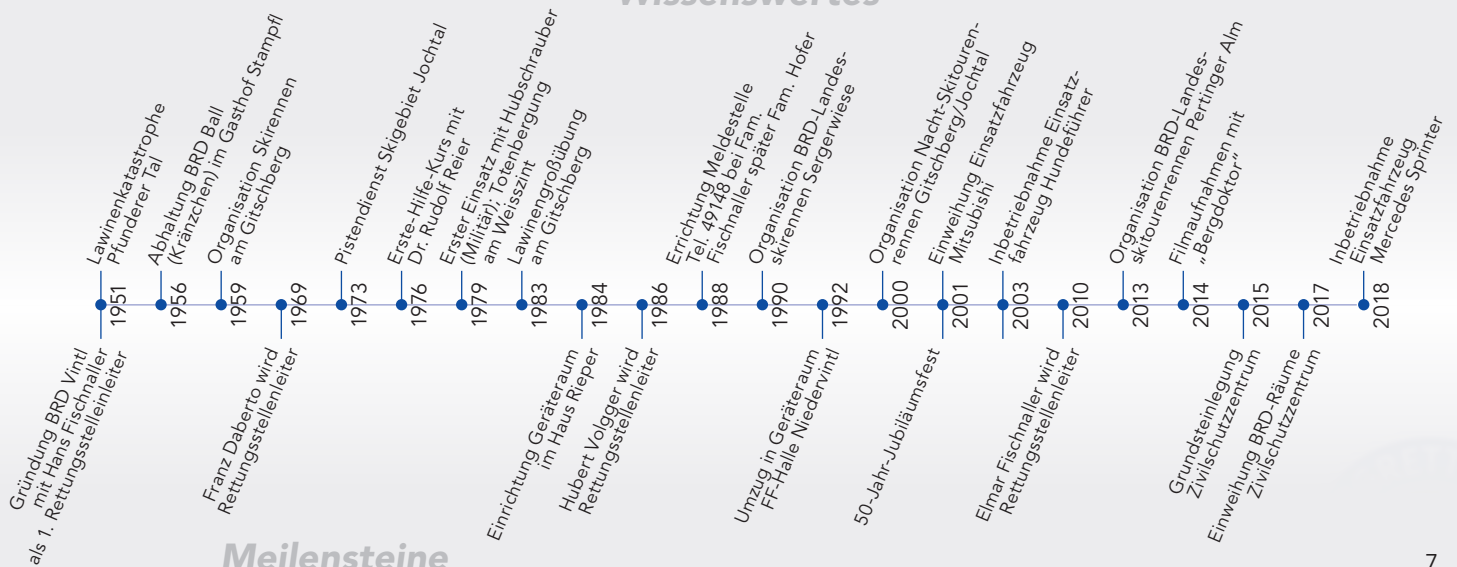 Wissenswertes
Lawinenkatastrophe
Pfunderer Tal
Abhaltung BRD Ball
(Kränzchen) im Gasthof Stampfl
Organisation Skirennen
am Gitschberg
Pistendienst Skigebiet Jochtal
Erste-Hilfe-Kurs mit
Dr. Rudolf Reier
Erster Einsatz mit Hubschrauber
(Militär); Totenbergung
am Weisszint
Lawinengroßübung
am Gitschberg
Errichtung Meldestelle
Tel. 49148 bei Fam.
Fischnaller später Fam. Hofer
Organisation BRD-Landes-
skirennen Sergerwiese
Organisation Nacht-Skitouren-
rennen Gitschberg/Jochtal
Einweihung Einsatzfahrzeug
Mitsubishi
Inbetriebnahme Einsatz-
fahrzeug Hundeführer
Organisation BRD-Landes-
skitourenrennen Pertinger Alm
Filmaufnahmen mit
„Bergdoktor“
Inbetriebnahme
Einsatzfahrzeug
Mercedes Sprinter
1951
1956
1959
1969
1973
1976
1979
1983
1984
1986
1988
1990
1992
2000
2001
2003
2010
2013
2014
2015
2017
2018
Gründung BRD Vintl
mit Hans Fischnaller
als 1. Rettungsstelleinleiter
Franz Daberto wird
Rettungsstellenleiter
Einrichtung Geräteraum
im Haus Rieper
Hubert Volgger wird
Rettungsstellenleiter
Umzug in Geräteraum
FF-Halle Niedervintl
50-Jahr-Jubiläumsfest
Elmar Fischnaller wird
Rettungsstellenleiter
Grundsteinlegung
Zivilschutzzentrum
Einweihung BRD-Räume
Zivilschutzzentrum
Meilensteine
7